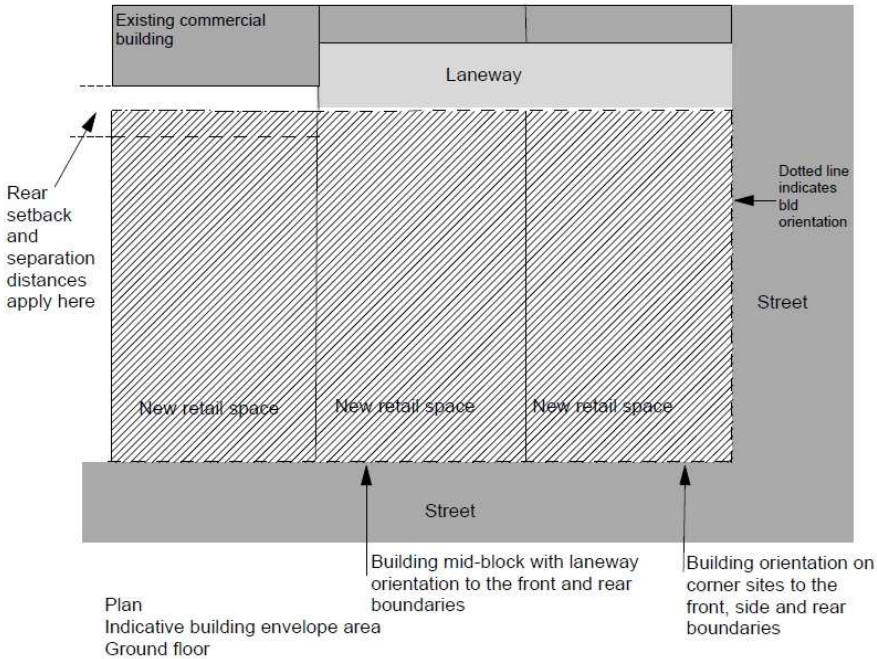 Existing commercial
building
Laneway
Rear
setback
and
separation
distances
apply here
Dotted line
indicates
bld
orientation
Street
New retail space
New retail space
New retail space
Street
Building mid-block with laneway
orientation to the front and rear
boundaries
Building orientation on
corner sites to the
front, side and rear
boundaries
Plan
Indicative building envelope area
Ground floor